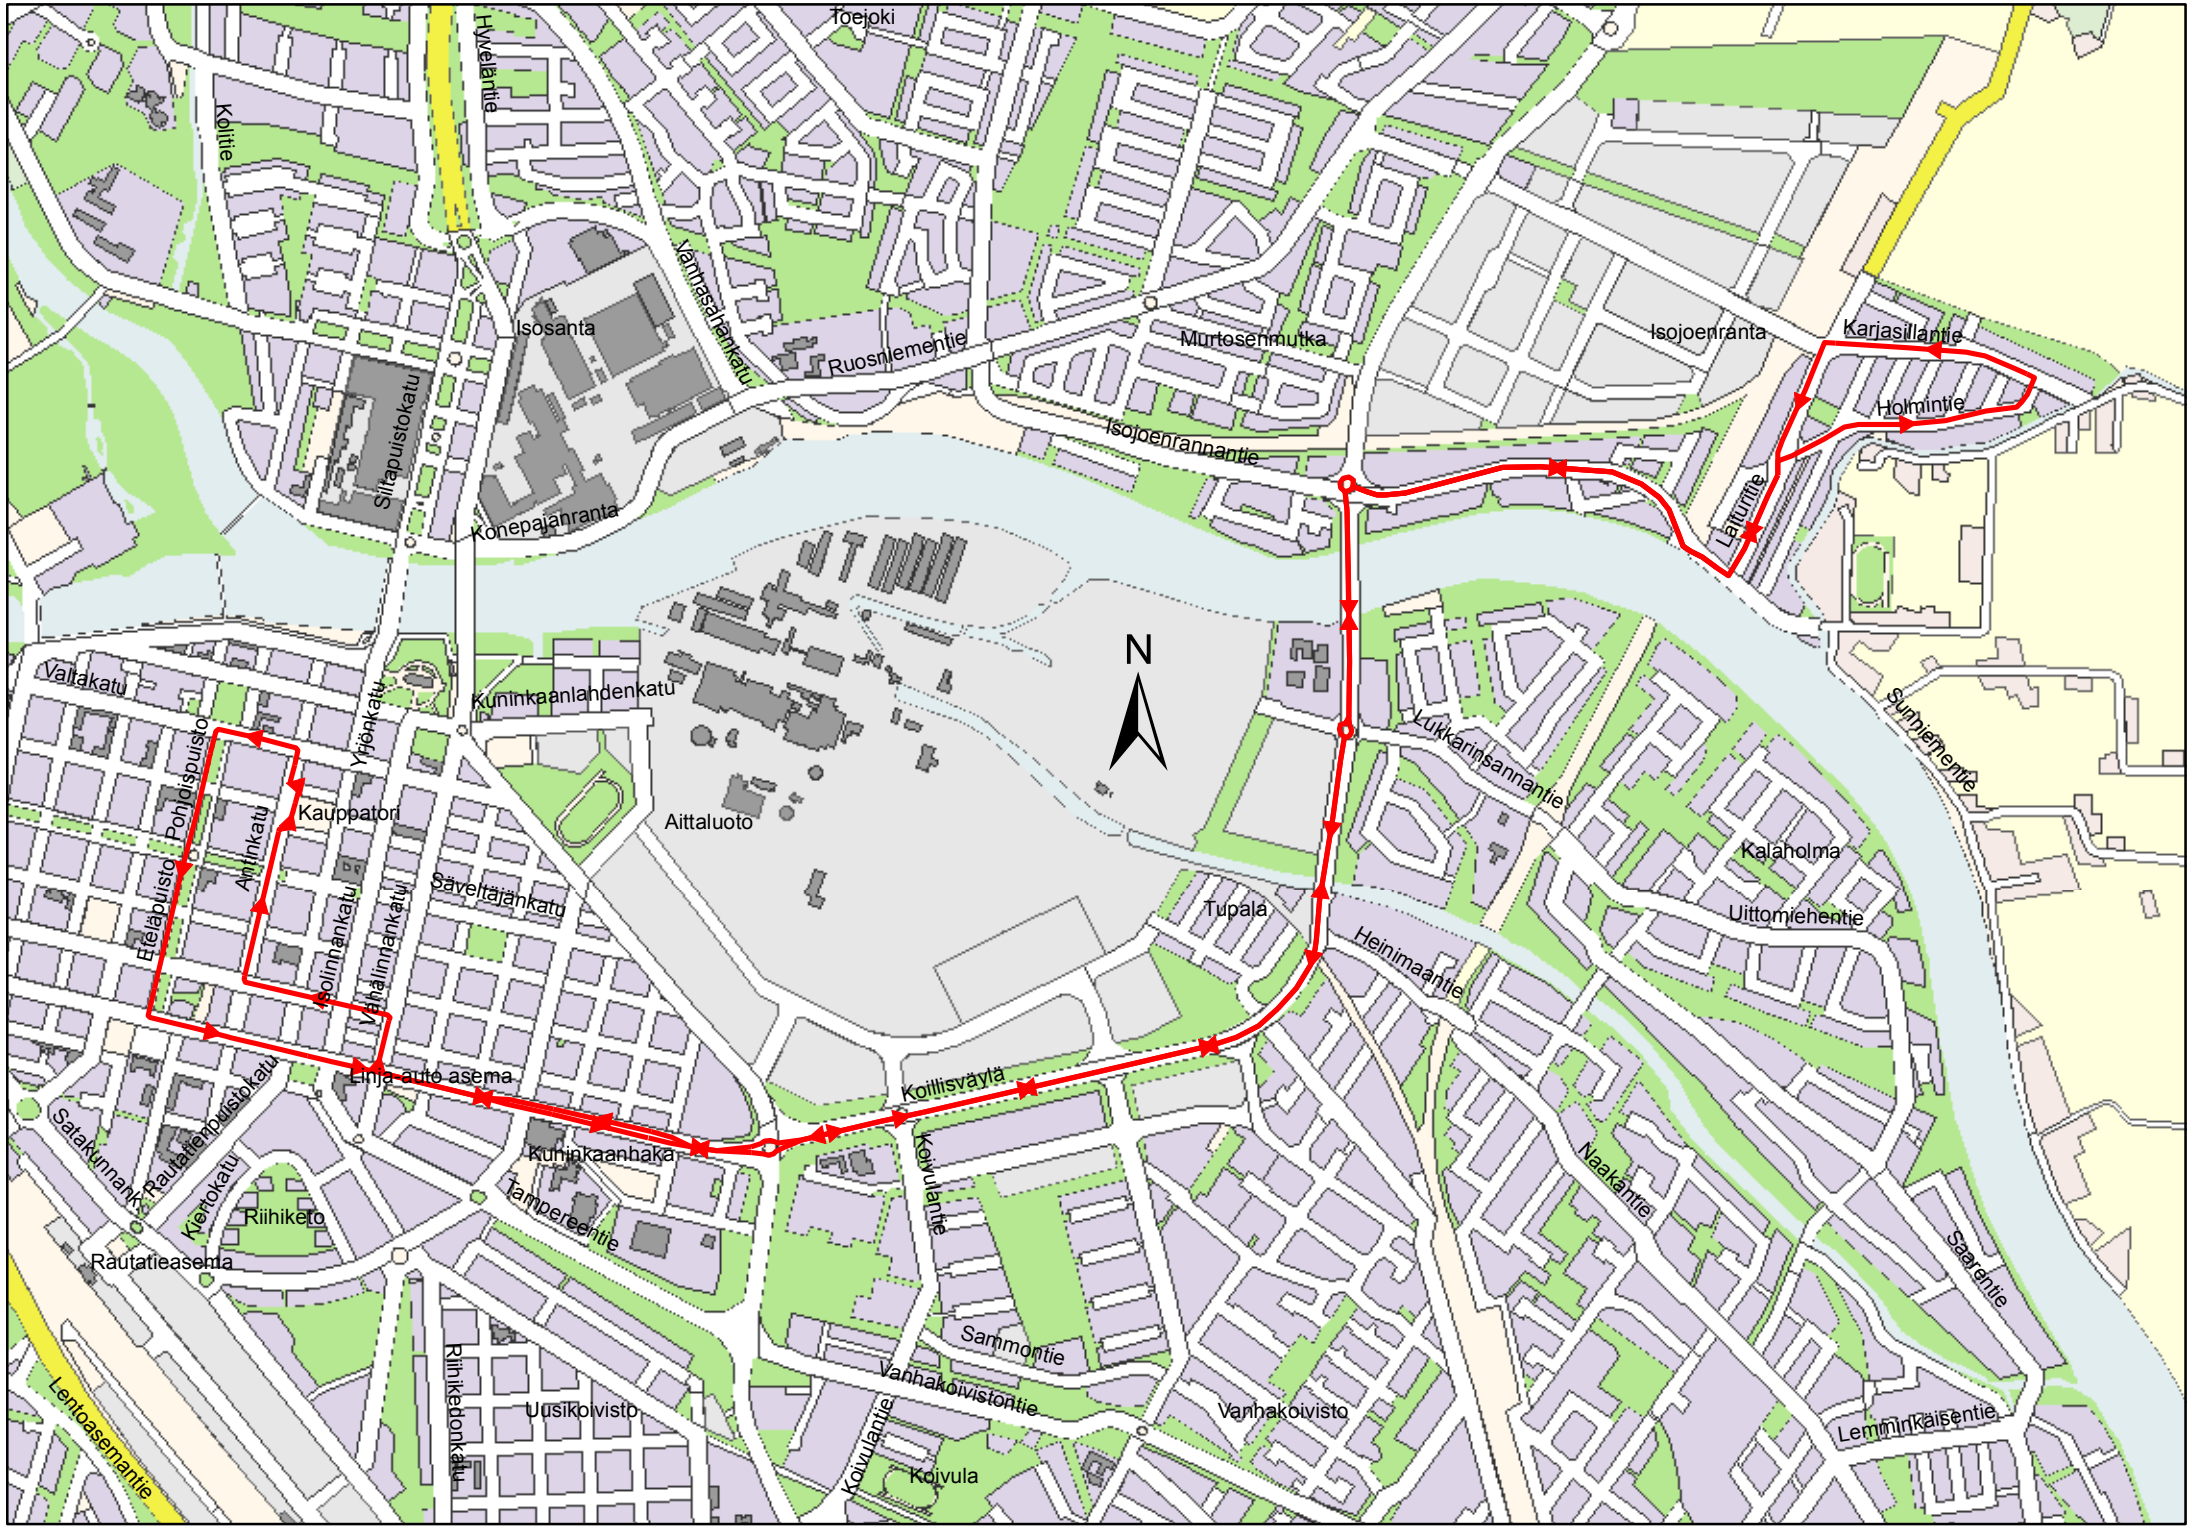 Toejoki
Hyveläntie
Kolitie
Vanhasahankatu
Isosanta
Ruosniementie
Murtosenmutka
Isojoenranta
Karjasillantie
Holmintie
Siltapuistokatu
Isojoenrannantie
Konepajanranta
Laituritie
N
Valtakatu
Kuninkaanlahdenkatu
Yrjönkatu
Pohjoispuisto
Lukkarinsannantie
Sunniementie
Kauppatori
Aittaluoto
Antinkatu
Kalaholma
Eteläpuisto
Säveltäjänkatu
Tupala
Uittomiehentie
Isolinnankatu
Vähälinnankatu
Heinimaantie
Linja-auto asema
Koillisväylä
Rautatienpuistokatu
Satakunnank
Kuninkaanhaka
Koivulantie
Naakantie
Kiertokatu
Riihiketo
Tampereentie
Rautatieasema
Saarentie
Sammontie
Vanhakoivistontie
Riihikedonkatu
Lentoasemantie
Uusikoivisto
Vanhakoivisto
Lemminkäisentie
Koivulantie
Koivula